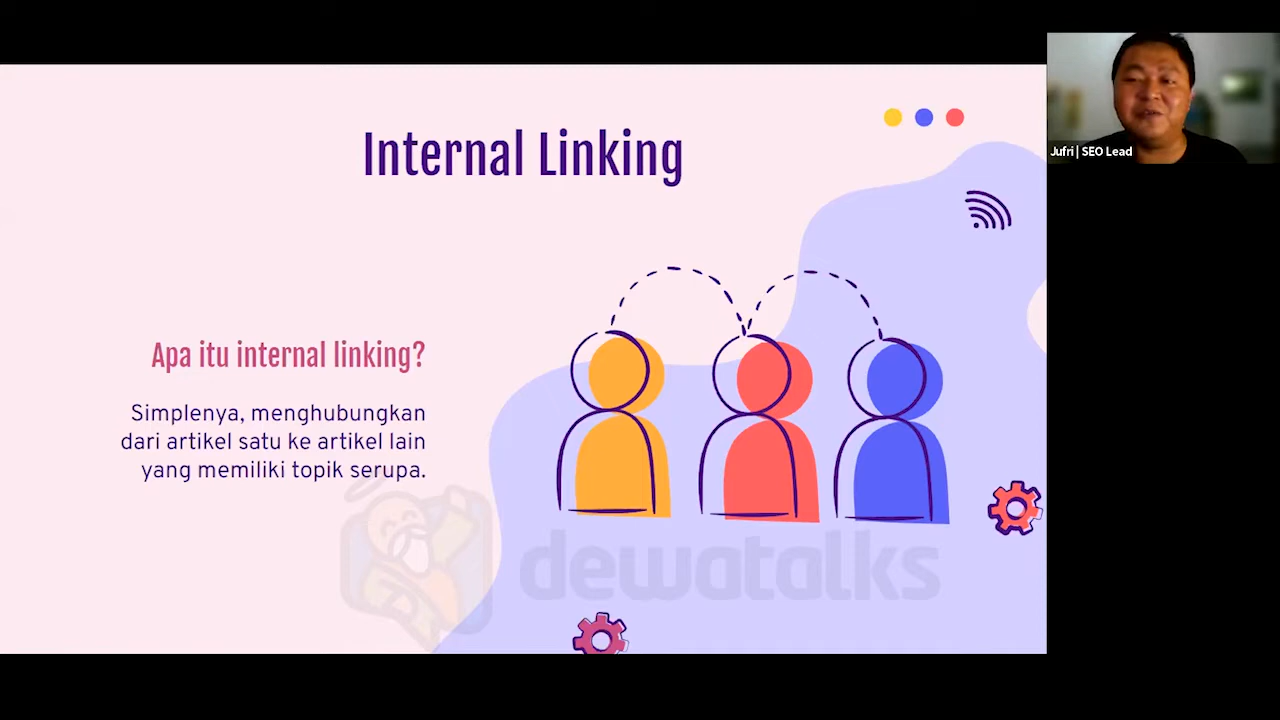 Internal Linking
Jufri | SEO Lead
Apa itu internal linking?
Simplenya, menghubungkan
dari artikel satu ke artikel lain
yang memiliki topik serupa.
dewatalks